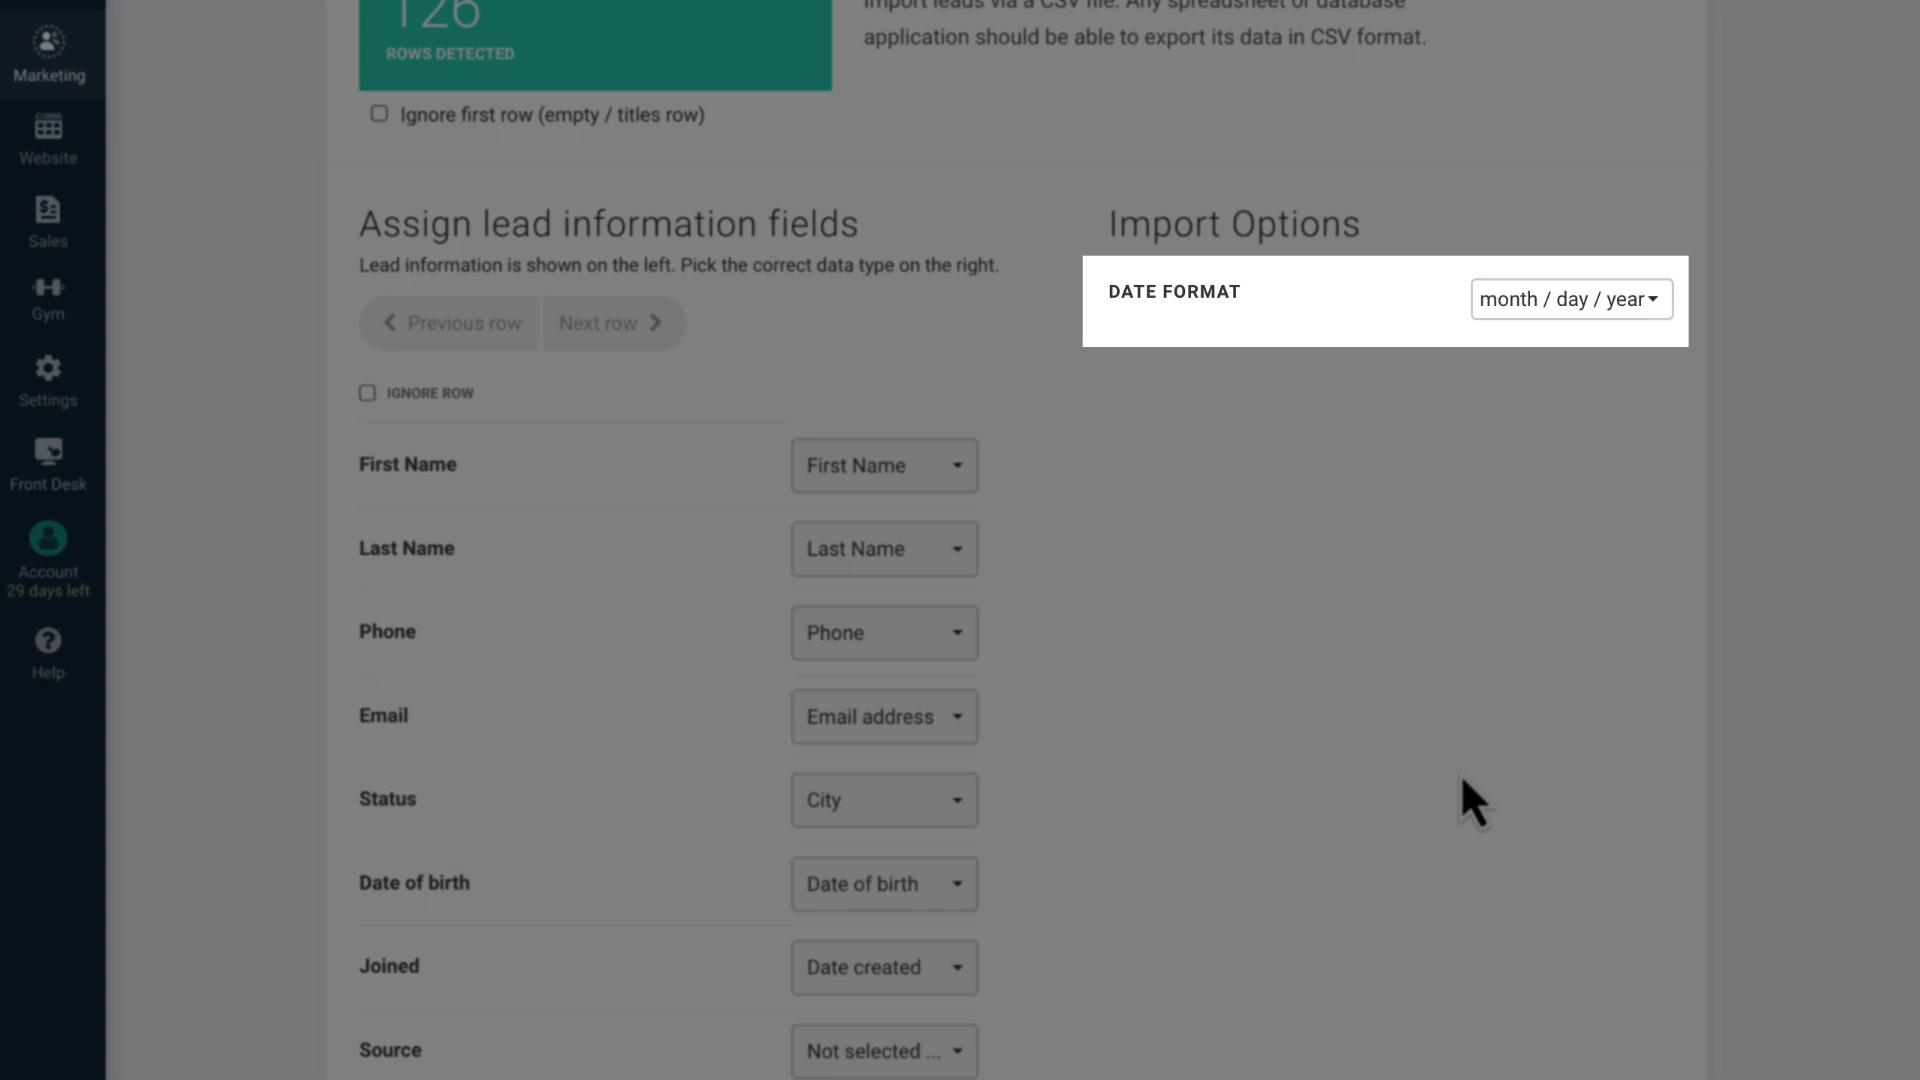 Marketing
Website
Sales
Gym
Settings
Front Desk
Account
29 days left
Help
126
ROWS DETECTED
import leads via a CSV file. Any spreadsheet or database
application should be able to export its data in CSV format.
Ignore first row (empty / titles row)
Assign lead information fields
Lead information is shown on the left. Pick the correct data type on the right.
Previous row
Next row
IGNORE ROW
First Name
First Name
Last Name
Last Name
Phone
Phone
Email
Email address
Status
City
Date of birth
Date of birth
Joined
Date created
Source
Not selected ...
Import Options
DATE FORMAT
month / day / year